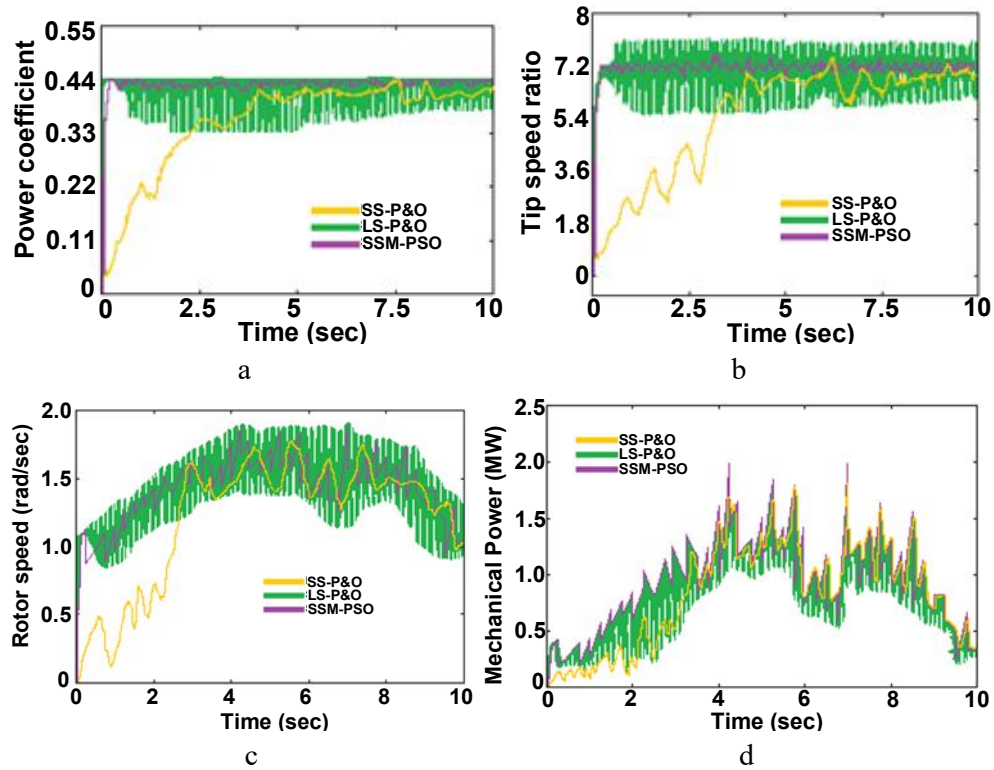 Power coefficient
0.55
0.44
0.33
0.22
0.11
0
SS-P&O
LS-P&O
SSM-PSO
0 2.5 5 7.5 10
Time (sec)
a
Tip speed ratio
8
7.2
5.4
3.6
1.8
0
SS-P&O
LS-P&O
SSM-PSO
0 2.5 5 7.5 10
Time (sec)
b
Rotor speed (rad/sec)
2.0
1.5
1.0
0.5
0
SS-P&O
LS-P&O
SSM-PSO
0 2 4 6 8 10
Time (sec)
c
Mechanical Power (MW)
2.5
2.0
1.5
1.0
0.5
0
SS-P&O
LS-P&O
SSM-PSO
0 2 4 6 8 10
Time (sec)
d